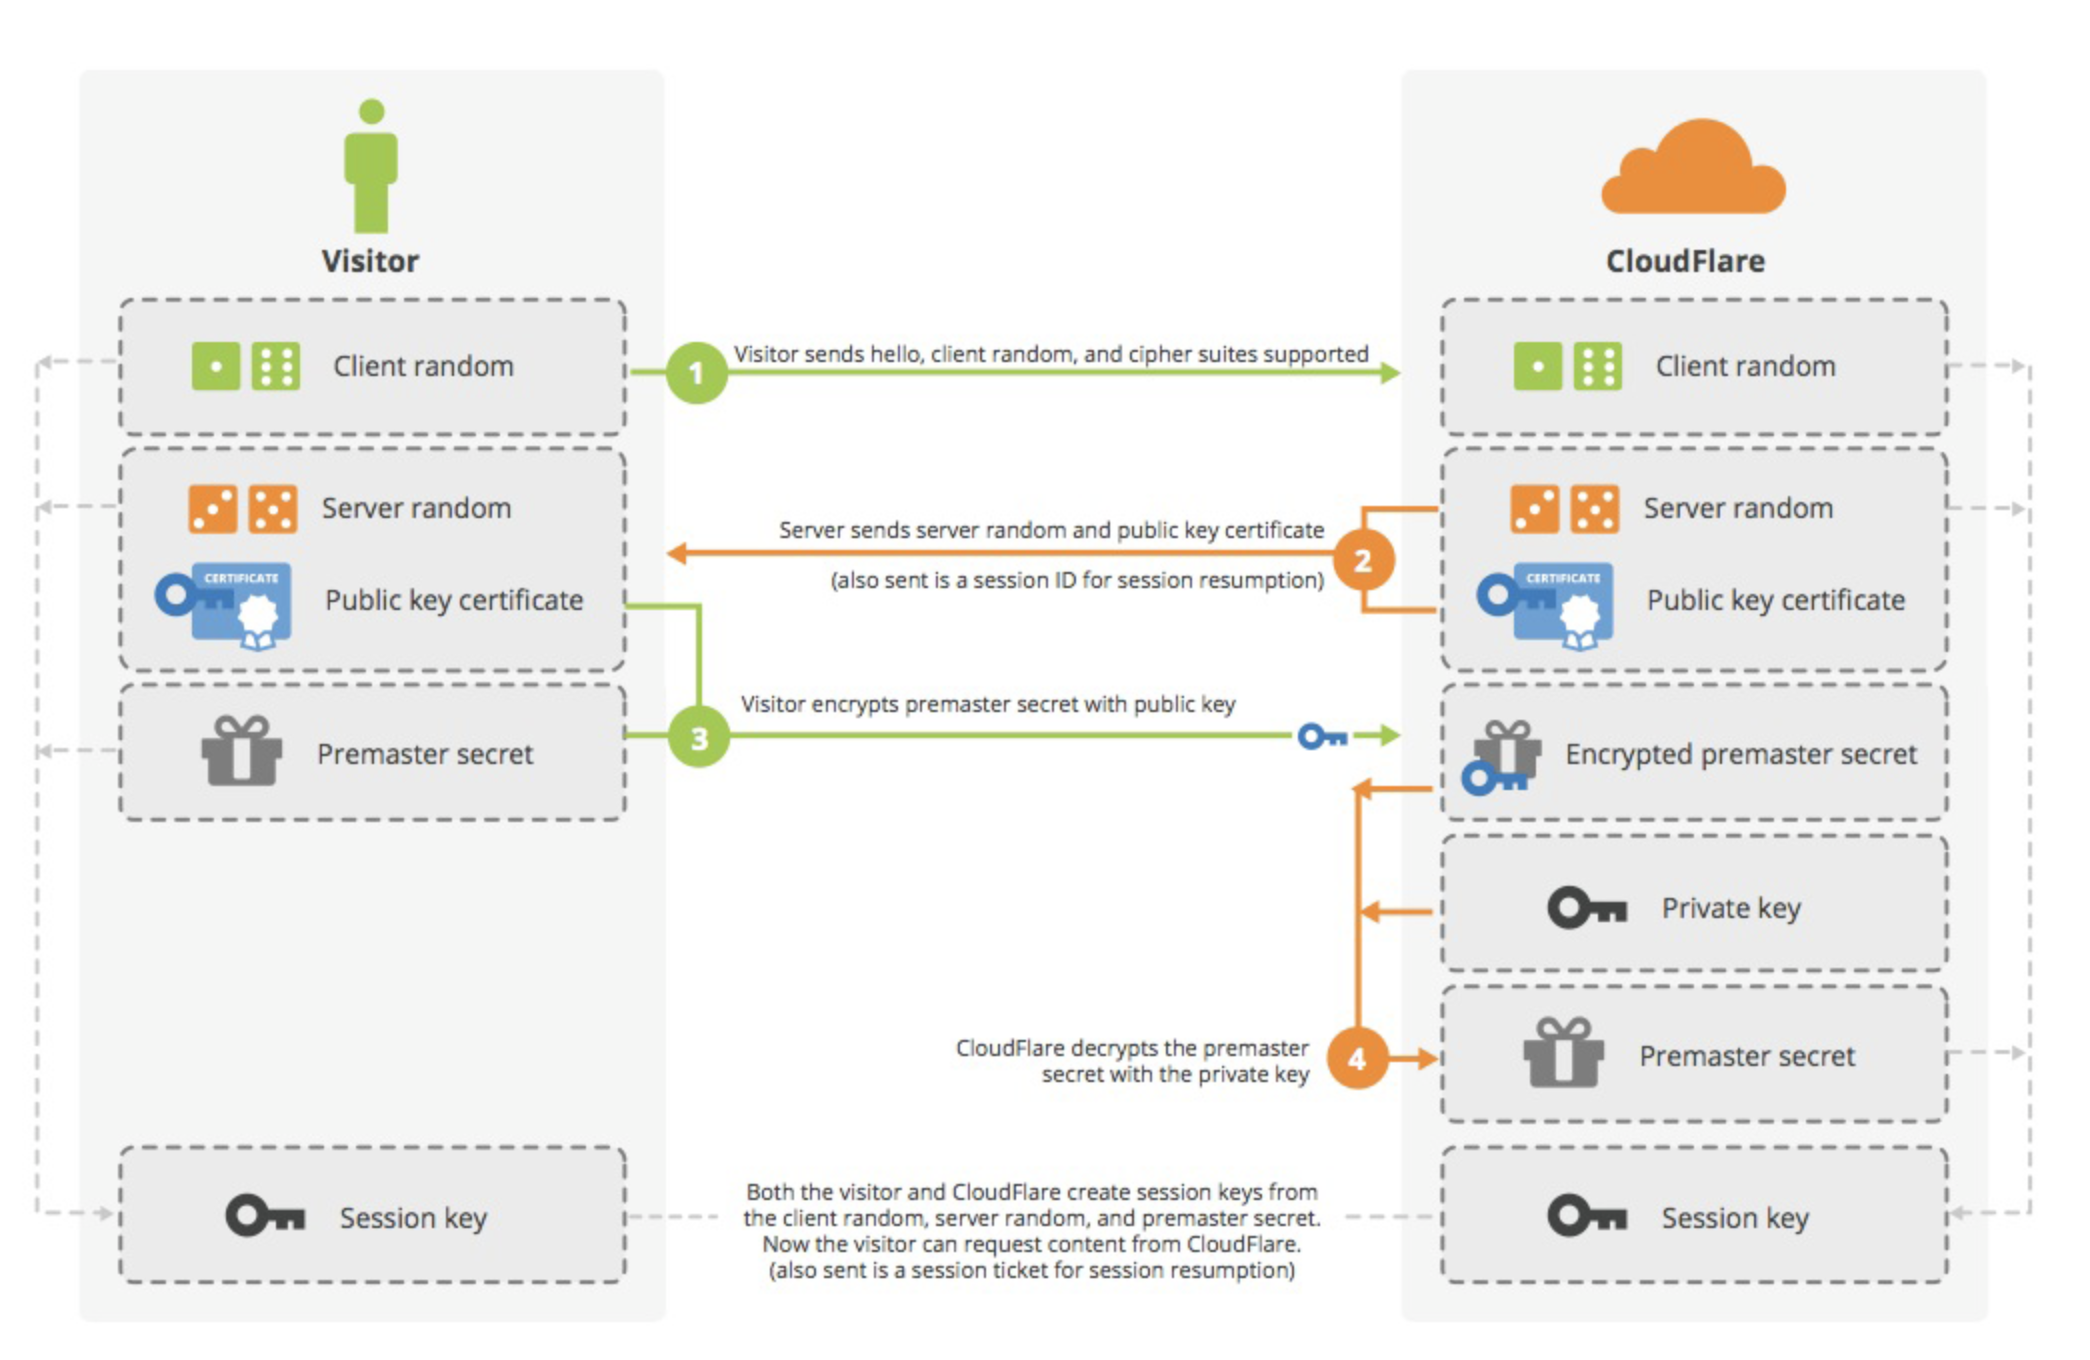 Visitor
CloudFlare
Client random
1
Visitor sends hello, client random, and cipher suites supported
Client random
Server random
Server sends server random and public key certificate
2
Server random
CERTIFICATE
Public key certificate
(also sent is a session ID for session resumption)
CERTIFICATE
Public key certificate
Premaster secret
3
Visitor encrypts premaster secret with public key
Encrypted premaster secret
Private key
CloudFlare decrypts the premaster
secret with the private key
4
Premaster secret
Session key
Both the visitor and CloudFlare create session keys from
the client random, server random, and premaster secret.
Now the visitor can request content from CloudFlare.
(also sent is a session ticket for session resumption)
Session key